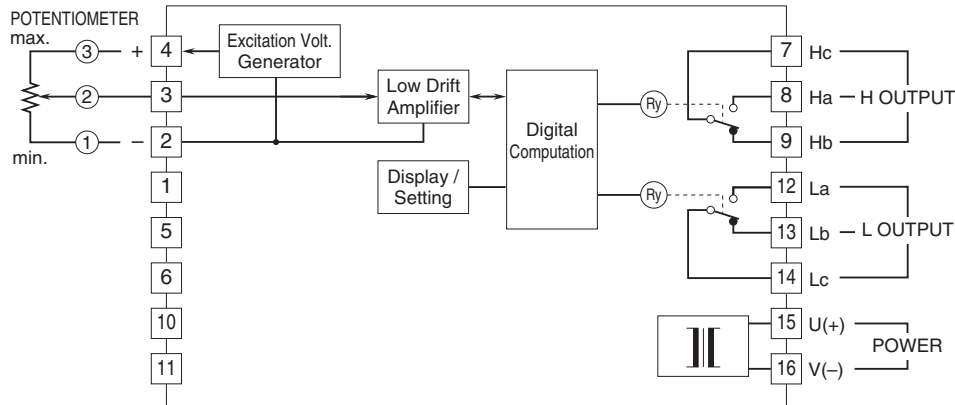 POTENTIOMETER
max.
3 + 4
2 3
1 − 2
min.
Excitation Volt.
Generator
Low Drift
Amplifier
Display /
Setting
Digital
Computation
Ry
Ry
1
5
6
10
11
7 Hc
8 Ha H OUTPUT
9 Hb
12 La
13 Lb L OUTPUT
14 Lc
15 U(+)
POWER
16 V(–)